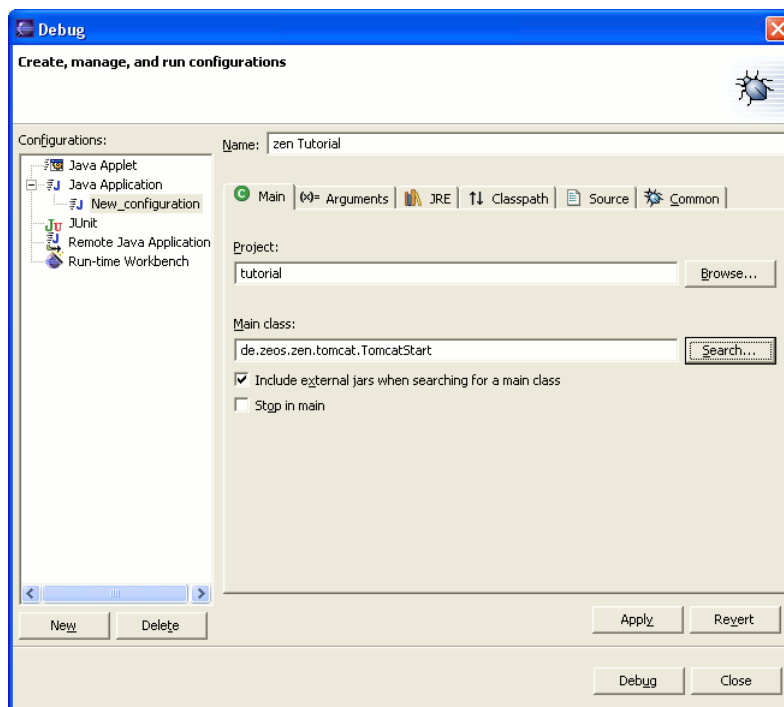 Debug
Create, manage, and run configurations
Configurations:
Java Applet
Java Application
New_configuration
JUnit
Remote Java Application
Run-time Workbench
New Delete
Name: zen Tutorial
Main (x)= Arguments JRE Classpath Source Common
Project:
tutorial Browse...
Main class:
de.zeos.zen.tomcat.TomcatStart Search...
Include external jars when searching for a main class
Stop in main
Apply Revert
Debug Close